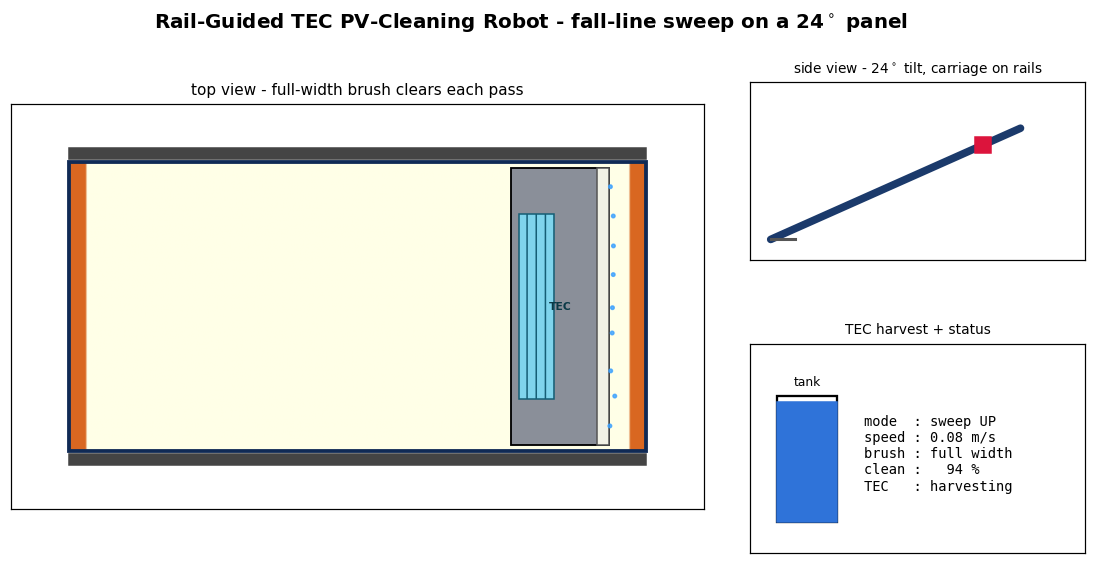 Rail-Guided TEC PV-Cleaning Robot - fall-line sweep on a 24° panel
top view - full-width brush clears each pass
TEC
side view - 24° tilt, carriage on rails
TEC harvest + status
tank
mode  : sweep UP
speed : 0.08 m/s
brush : full width
clean :   94 %
TEC   : harvesting